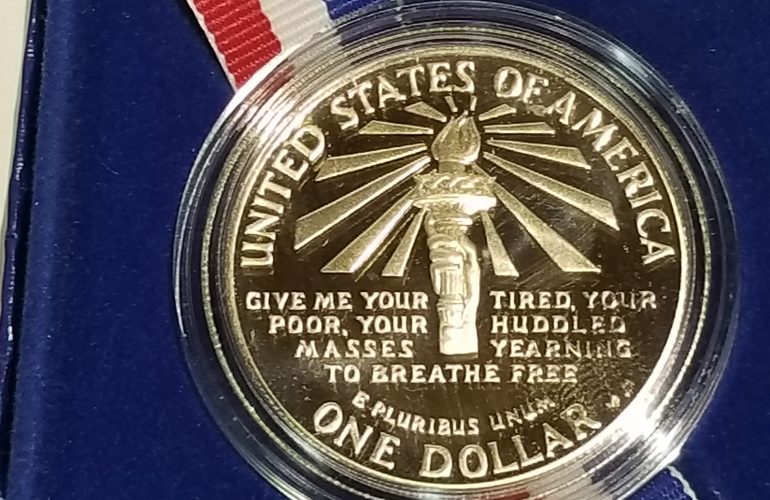 UNITED STATES OF AMERICA
GIVE ME YOUR TIRED, YOUR
POOR, YOUR HUDDLED
MASSES YEARNING
TO BREATHE FREE
E PLURIBUS UNUM
ONE DOLLAR